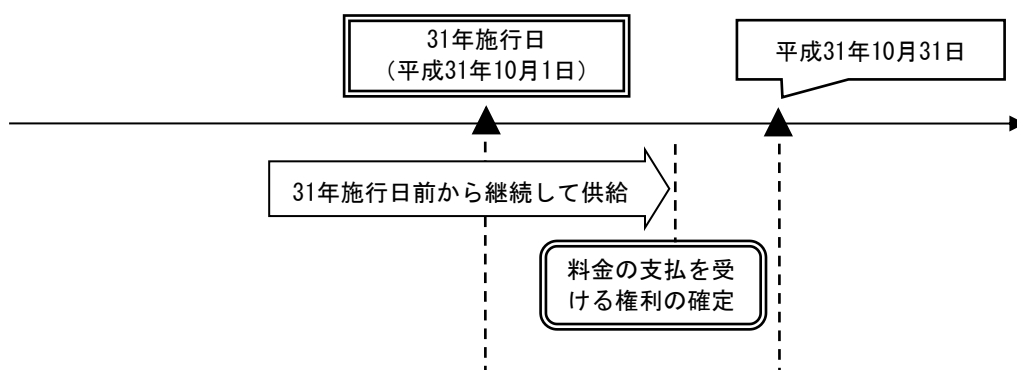 31年施行日
（平成31年10月1日）
平成31年10月31日
31年施行日前から継続して供給
料金の支払を受
ける権利の確定